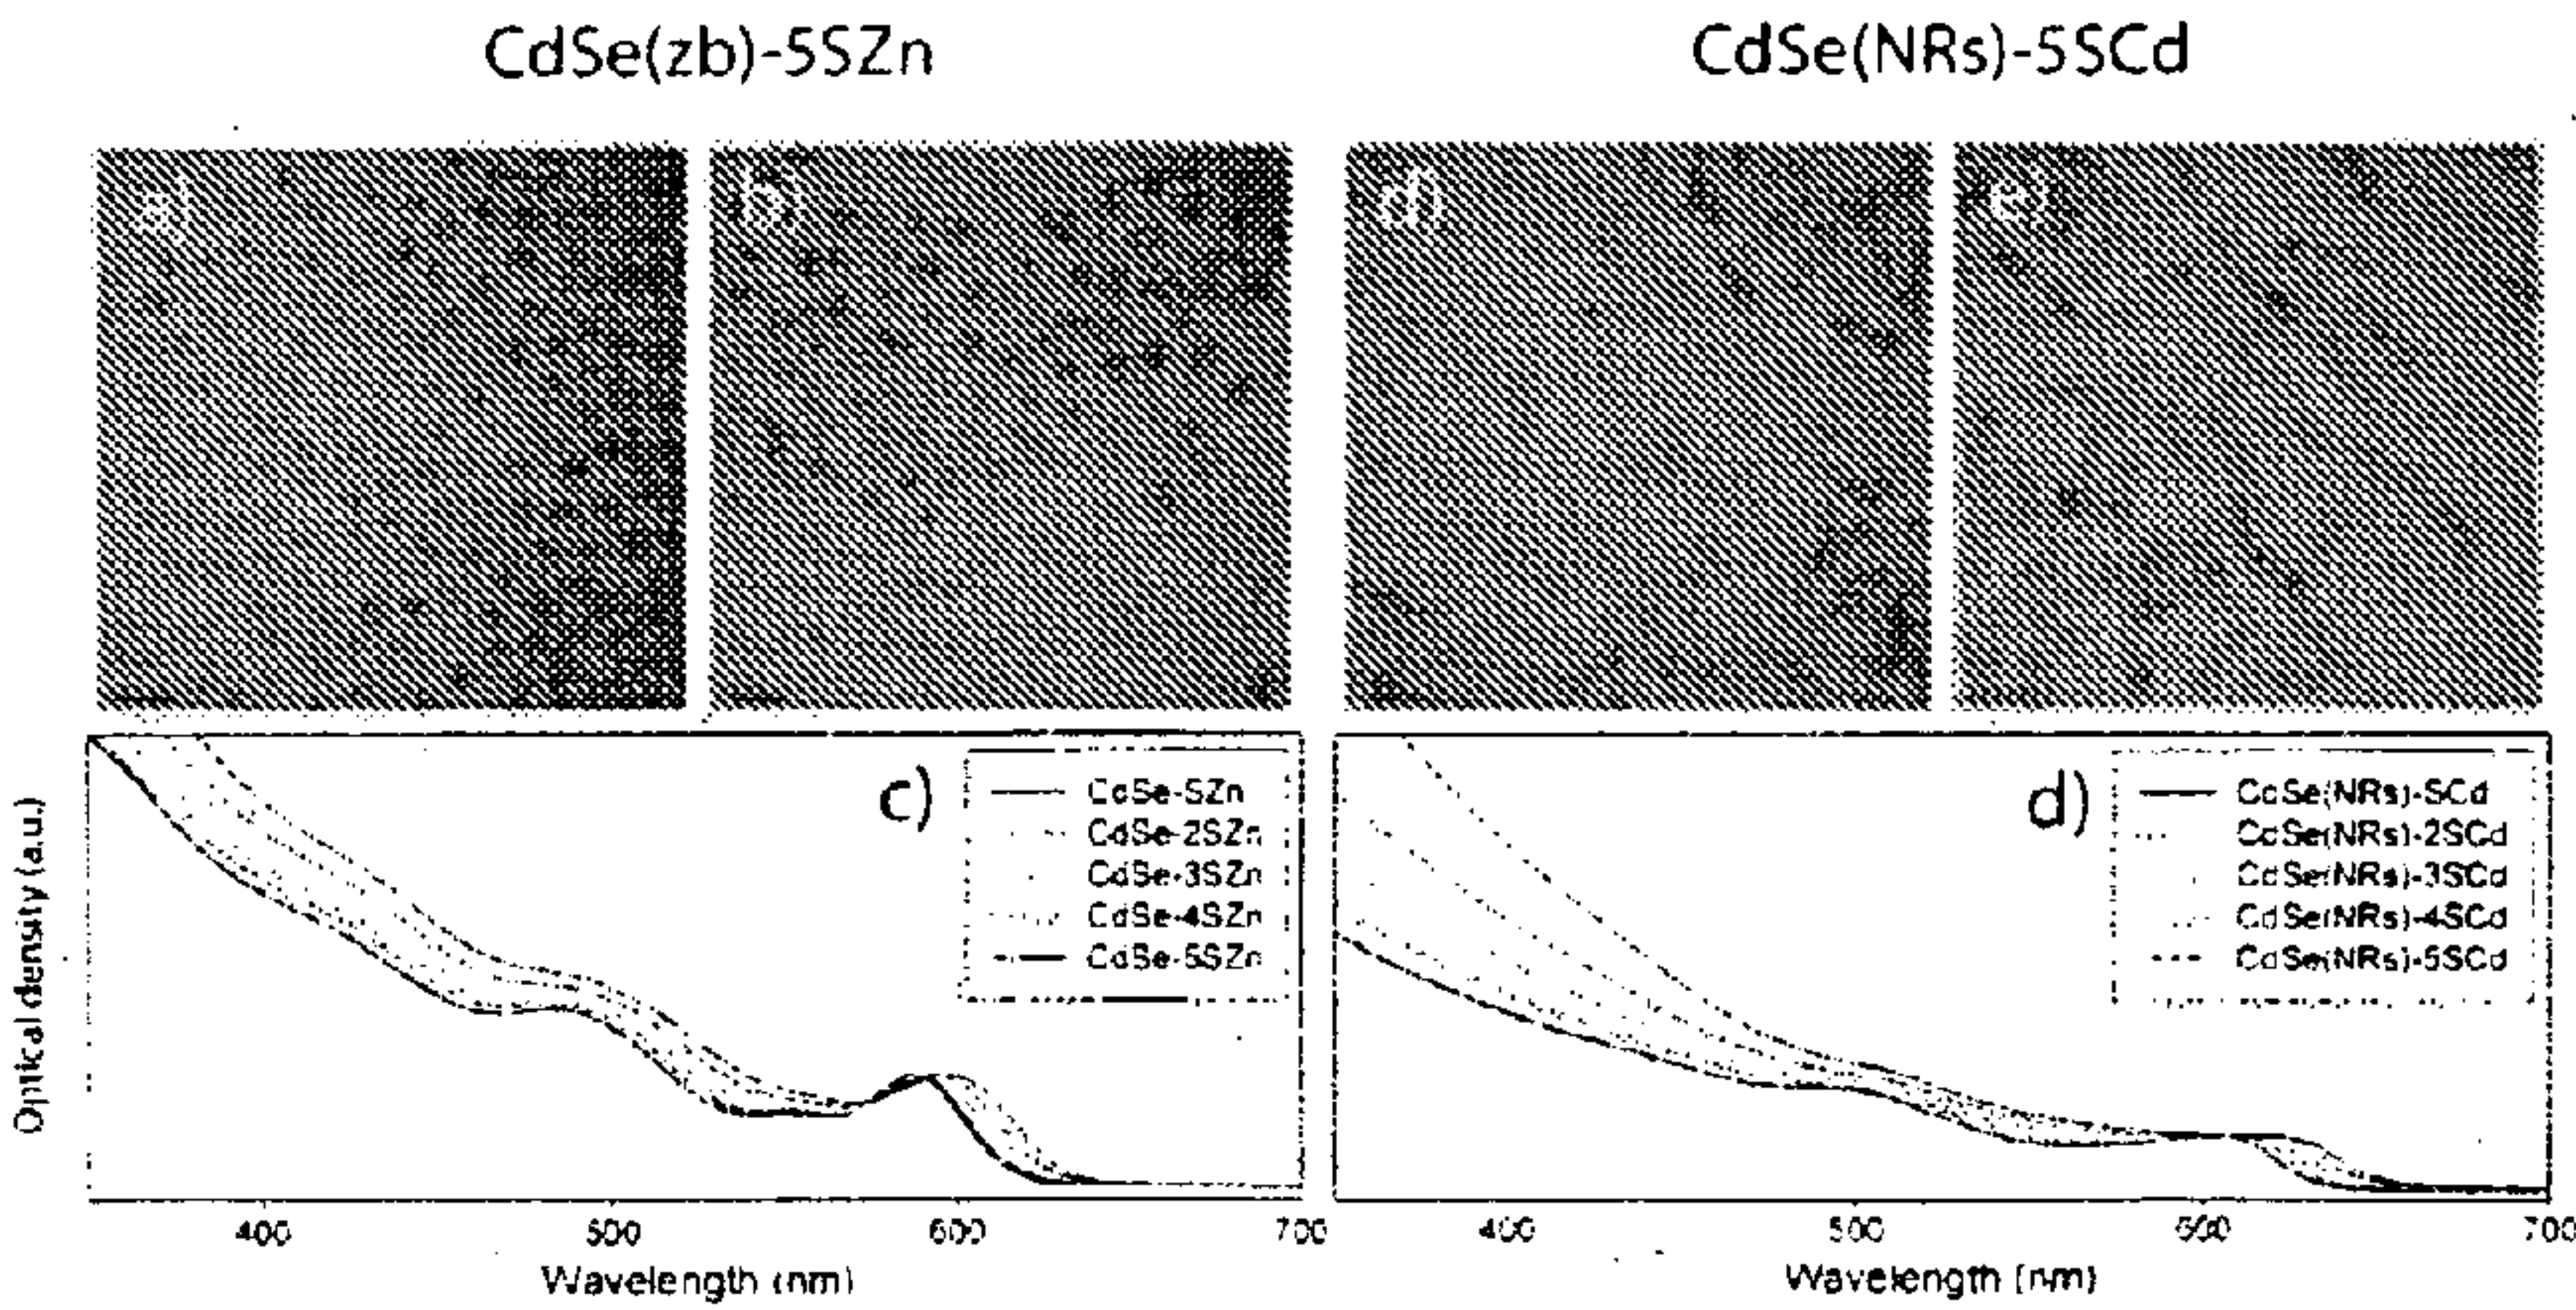 CdSe(zb)-5SZn
CdSe(NRs)-5SCd
a)
b)
d)
e)
c)
CdSe-SZn
CdSe-2SZn
CdSe-3SZn
CdSe-4SZn
CdSe-5SZn
d)
CdSe(NRs)-SCd
CdSe(NRs)-2SCd
CdSe(NRs)-3SCd
CdSe(NRs)-4SCd
CdSe(NRs)-5SCd
Optical density (a.u.)
400 500 600 700
400 500 600 700
Wavelength (nm)
Wavelength (nm)